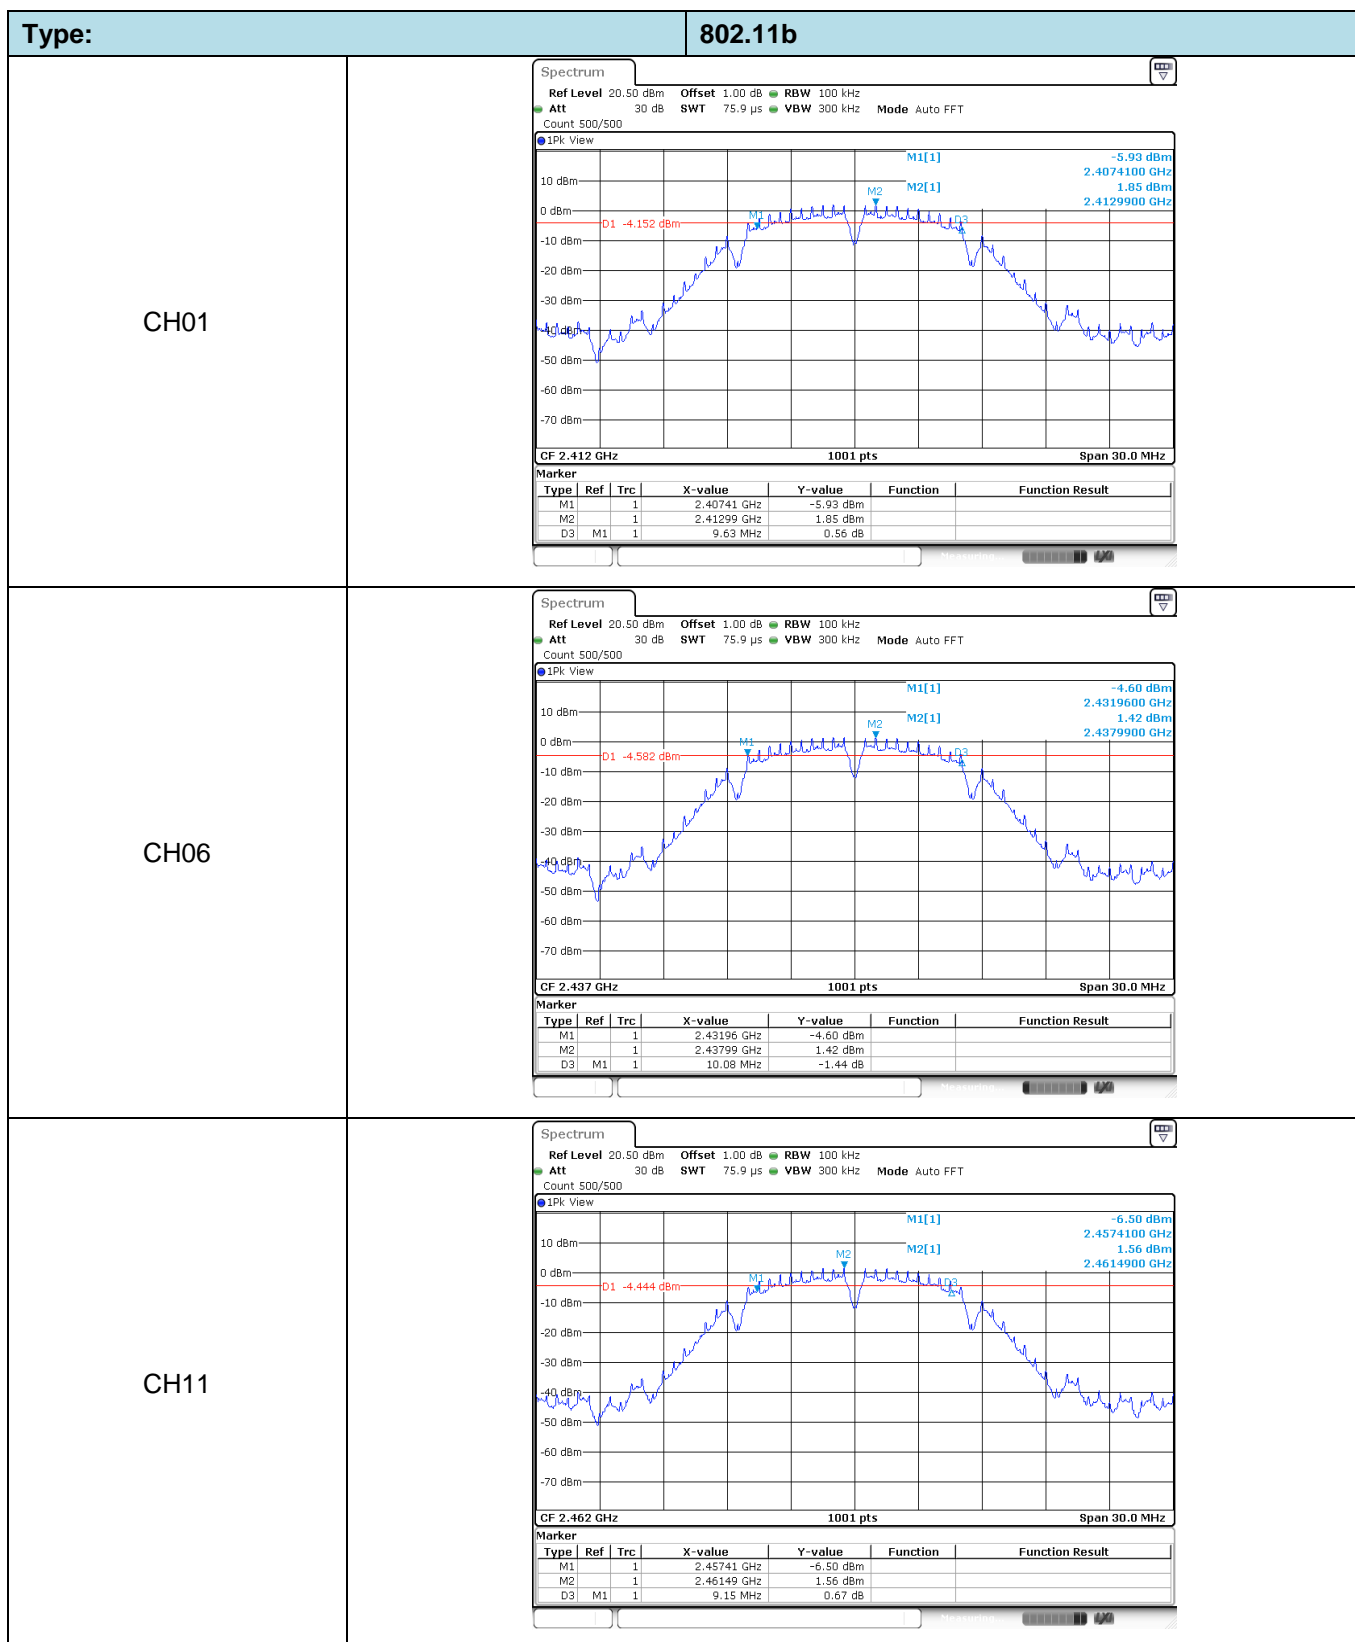 Type: 802.11b
CH01
Spectrum
Ref Level 20.50 dBm Offset 1.00 dB RBW 100 kHz
Att 30 dB SWT 75.9 µs VBW 300 kHz Mode Auto FFT
Count 500/500
1Pk View
M1[1] -5.93 dBm
2.4074100 GHz
10 dBm
M2 M2[1] 1.85 dBm
2.4129900 GHz
0 dBm
M1 D3
D1 -4.152 dBm
-10 dBm
-20 dBm
-30 dBm
-40 dBm
-50 dBm
-60 dBm
-70 dBm
CF 2.412 GHz 1001 pts Span 30.0 MHz
Marker
Type Ref Trc X-value Y-value Function Function Result
M1 1 2.40741 GHz -5.93 dBm
M2 1 2.41299 GHz 1.85 dBm
D3 M1 1 9.63 MHz 0.56 dB
Measuring...
CH06
Spectrum
Ref Level 20.50 dBm Offset 1.00 dB RBW 100 kHz
Att 30 dB SWT 75.9 µs VBW 300 kHz Mode Auto FFT
Count 500/500
1Pk View
M1[1] -4.60 dBm
2.4319600 GHz
10 dBm
M2 M2[1] 1.42 dBm
2.4379900 GHz
0 dBm
M1 D3
D1 -4.582 dBm
-10 dBm
-20 dBm
-30 dBm
-40 dBm
-50 dBm
-60 dBm
-70 dBm
CF 2.437 GHz 1001 pts Span 30.0 MHz
Marker
Type Ref Trc X-value Y-value Function Function Result
M1 1 2.43196 GHz -4.60 dBm
M2 1 2.43799 GHz 1.42 dBm
D3 M1 1 10.08 MHz -1.44 dB
Measuring...
CH11
Spectrum
Ref Level 20.50 dBm Offset 1.00 dB RBW 100 kHz
Att 30 dB SWT 75.9 µs VBW 300 kHz Mode Auto FFT
Count 500/500
1Pk View
M1[1] -6.50 dBm
2.4574100 GHz
10 dBm
M2 M2[1] 1.56 dBm
2.4614900 GHz
0 dBm
M1 D3
D1 -4.444 dBm
-10 dBm
-20 dBm
-30 dBm
-40 dBm
-50 dBm
-60 dBm
-70 dBm
CF 2.462 GHz 1001 pts Span 30.0 MHz
Marker
Type Ref Trc X-value Y-value Function Function Result
M1 1 2.45741 GHz -6.50 dBm
M2 1 2.46149 GHz 1.56 dBm
D3 M1 1 9.15 MHz 0.67 dB
Measuring...